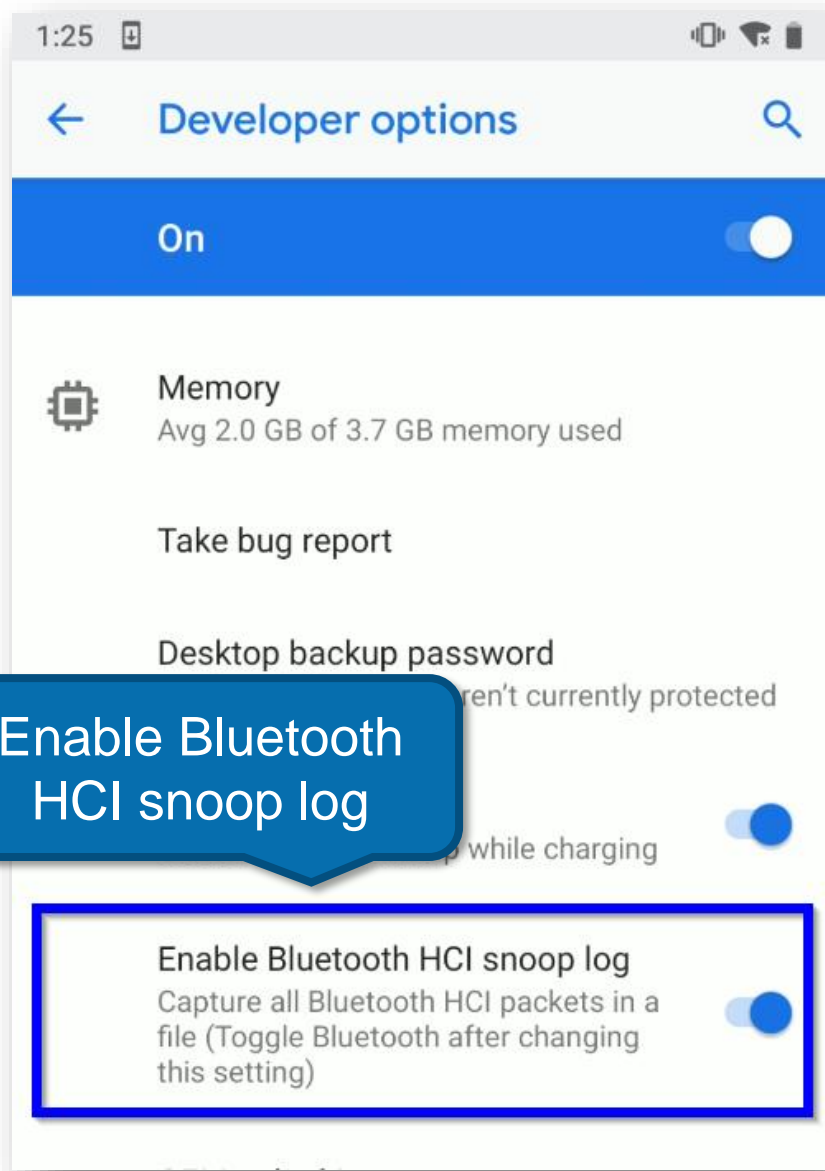 1:25
Developer options
On
Memory
Avg 2.0 GB of 3.7 GB memory used
Take bug report
Desktop backup password
ren't currently protected
Enable Bluetooth
HCI snoop log
while charging
Enable Bluetooth HCI snoop log
Capture all Bluetooth HCI packets in a
file (Toggle Bluetooth after changing
this setting)